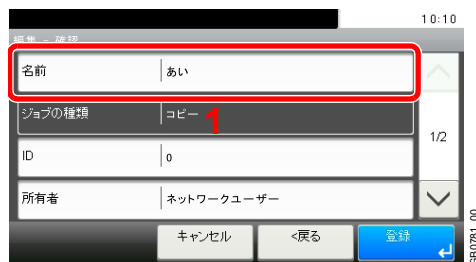 10:10
編集 - 確認
名前 あい
ジョブの種類 コピー
1
1/2
ID 0
所有者 ネットワークユーザー
キャンセル <戻る 登録
GB0781_00